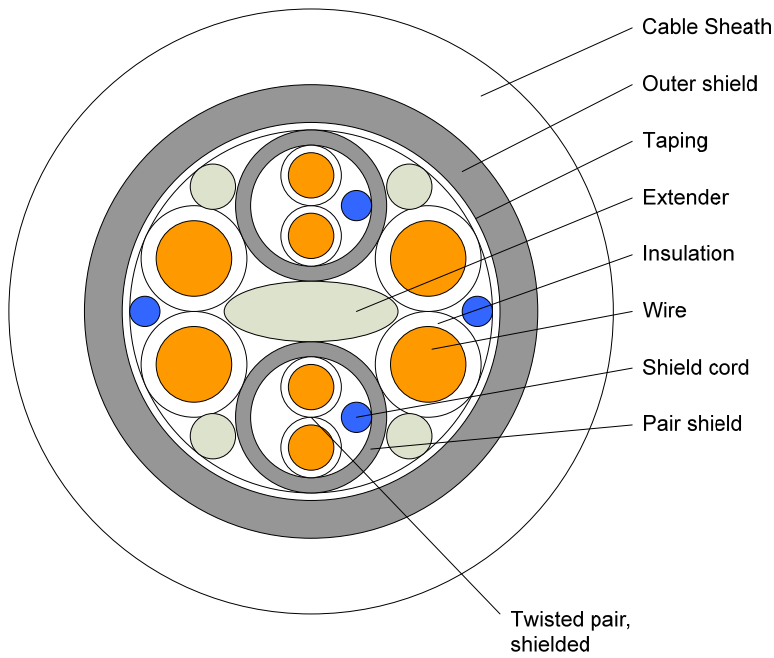 Cable Sheath
Outer shield
Taping
Extender
Insulation
Wire
Shield cord
Pair shield
Twisted pair,
shielded